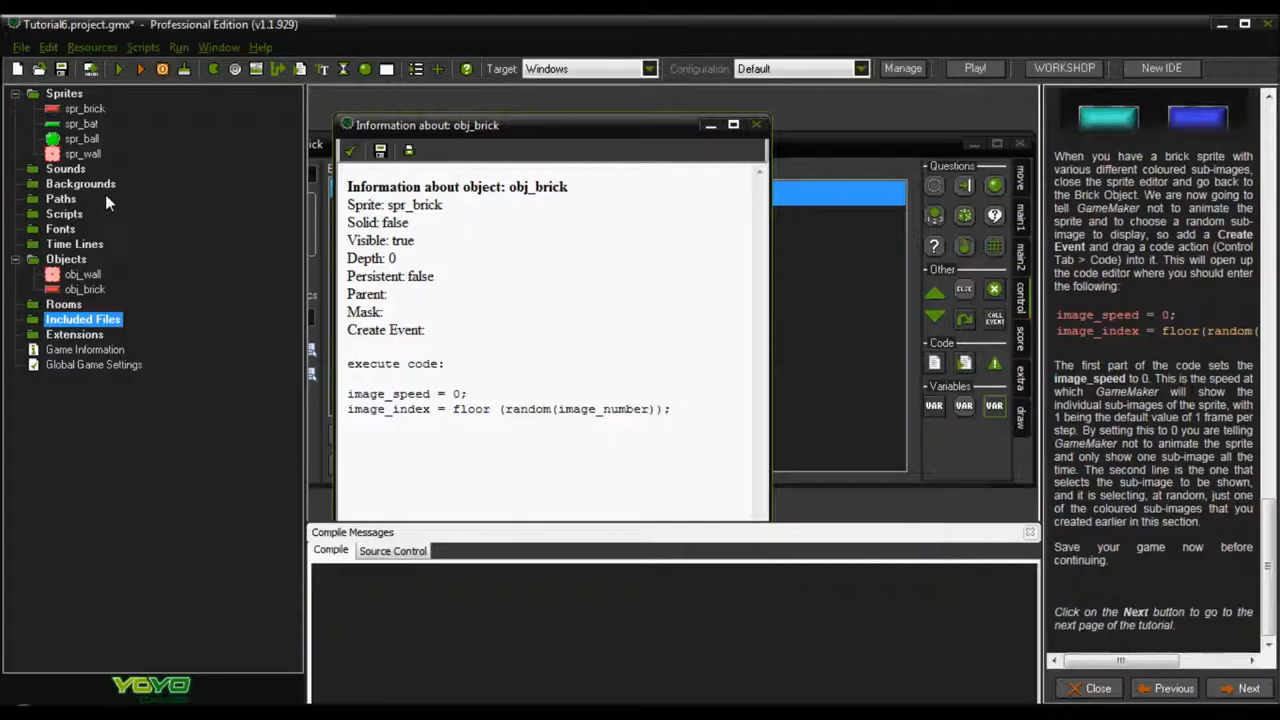 Tutorial6.project.gmx* - Professional Edition (v1.1.929)
File Edit Resources Scripts Run Window Help
Target: Windows Configuration: Default Manage Play! WORKSHOP New IDE
Sprites
spr_brick
spr_bat
spr_ball
spr_wall
Sounds
Backgrounds
Paths
Scripts
Fonts
Time Lines
Objects
obj_wall
obj_brick
Rooms
Included Files
Extensions
Game Information
Global Game Settings
YOYO
Information about: obj_brick
Information about object: obj_brick
Sprite: spr_brick
Solid: false
Visible: true
Depth: 0
Persistent: false
Parent:
Mask:
Create Event:
execute code:
image_speed = 0;
image_index = floor (random(image_number));
rick
Questions
Other
ELSE
CALL EVENT
Code
Variables
VAR VAR VAR
move
main1
main2
control
score
extra
draw
Compile Messages
Compile Source Control
When you have a brick sprite with
various different coloured sub-images,
close the sprite editor and go back to
the Brick Object. We are now going to
tell GameMaker not to animate the
sprite and to choose a random sub-
image to display, so add a Create
Event and drag a code action (Control
Tab > Code) into it. This will open up
the code editor where you should enter
the following:
image_speed = 0;
image_index = floor(random(
The first part of the code sets the
image_speed to 0. This is the speed at
which GameMaker will show the
individual sub-images of the sprite, with
1 being the default value of 1 frame per
step. By setting this to 0 you are telling
GameMaker not to animate the sprite
and only show one sub-image all the
time. The second line is the one that
selects the sub-image to be shown,
and it is selecting, at random, just one
of the coloured sub-images that you
created earlier in this section.
Save your game now before
continuing.
Click on the Next button to go to the
next page of the tutorial.
Close Previous Next